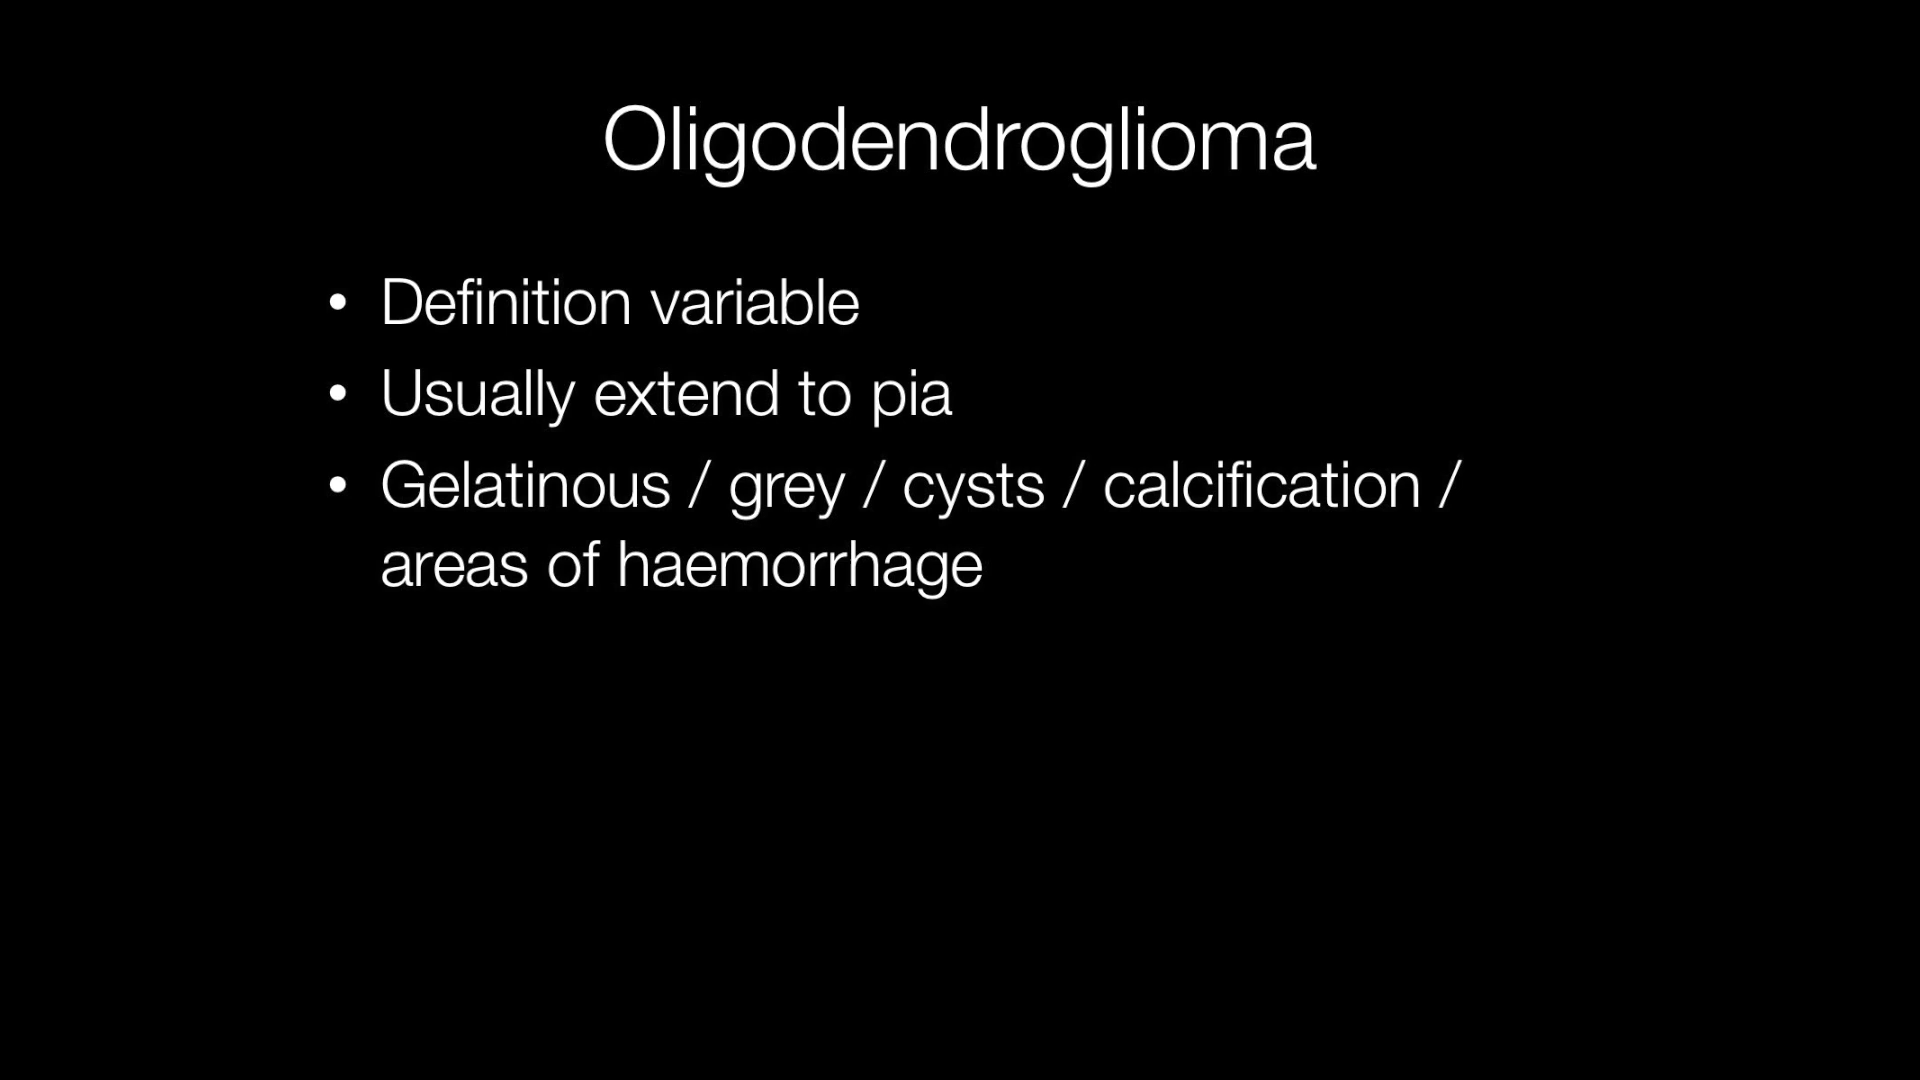 Oligodendroglioma
• Definition variable
• Usually extend to pia
• Gelatinous / grey / cysts / calcification /
areas of haemorrhage